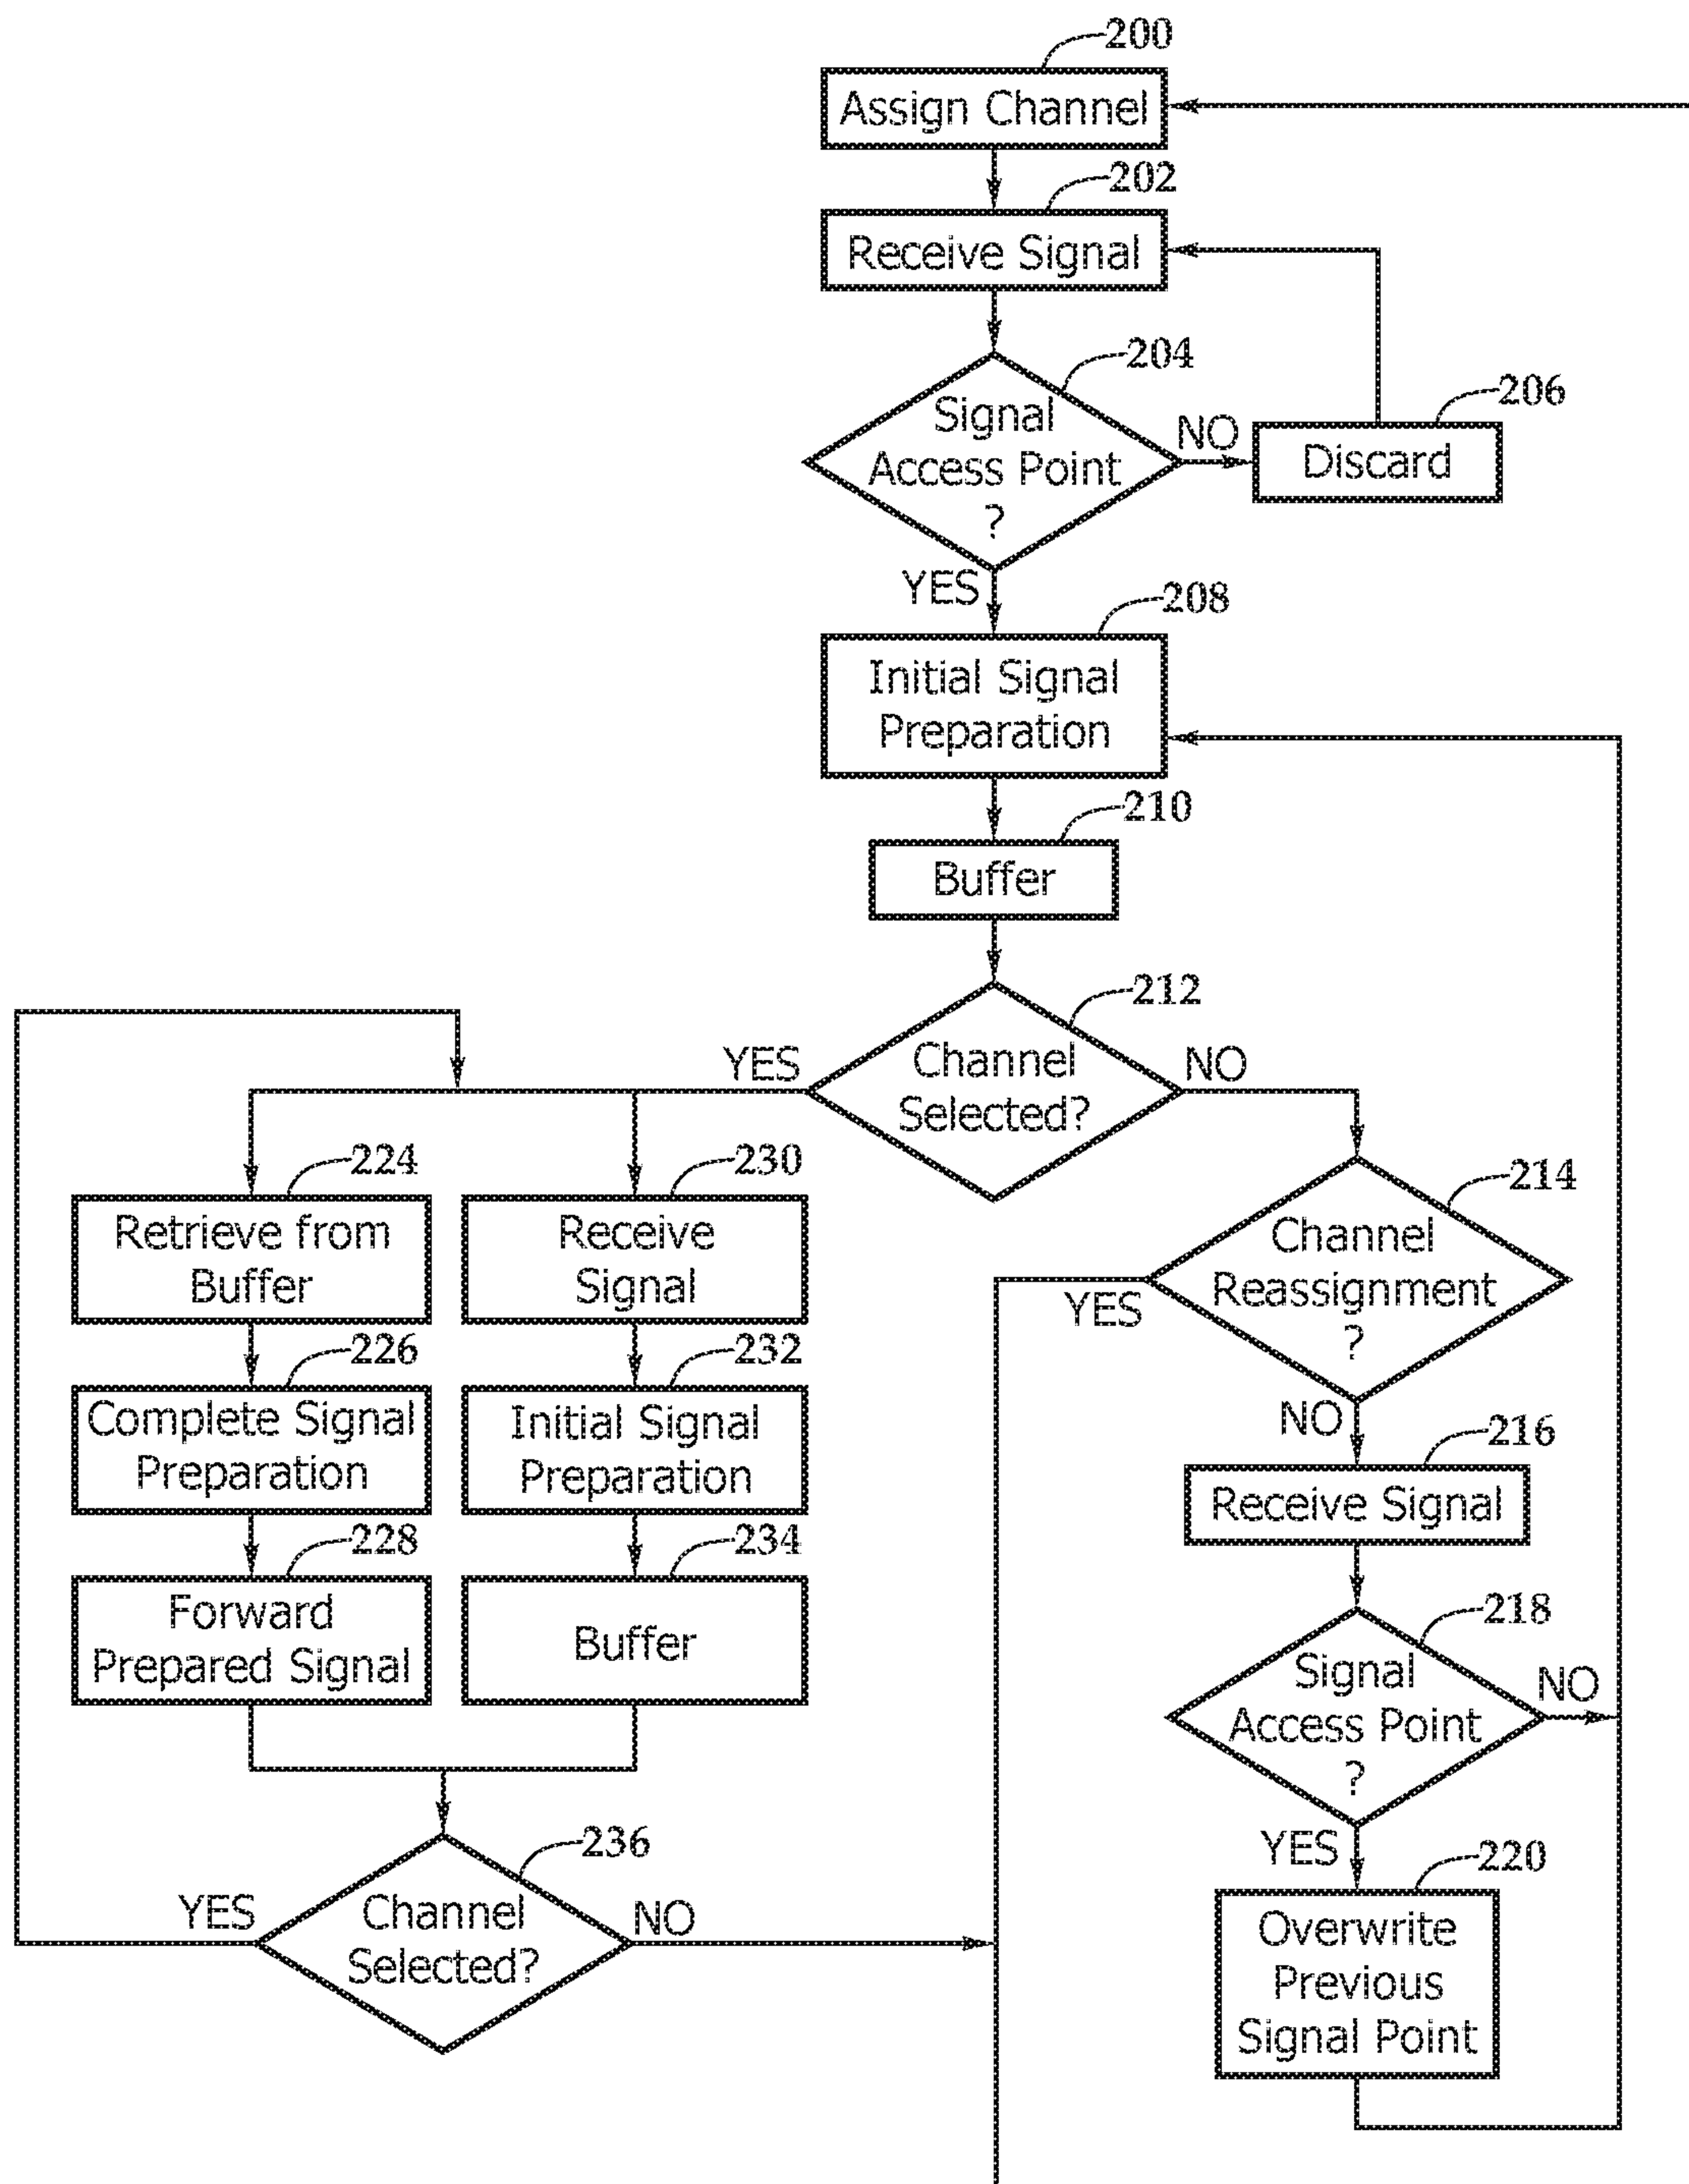 200
Assign Channel
202
Receive Signal
204
Signal
Access Point
?
NO
206
Discard
YES
208
Initial Signal
Preparation
210
Buffer
212
Channel
Selected?
YES
NO
214
Channel
Reassignment
?
YES
NO
216
Receive Signal
218
Signal
Access Point
?
NO
YES
220
Overwrite
Previous
Signal Point
224
Retrieve from
Buffer
226
Complete Signal
Preparation
228
Forward
Prepared Signal
230
Receive
Signal
232
Initial Signal
Preparation
234
Buffer
236
Channel
Selected?
YES
NO